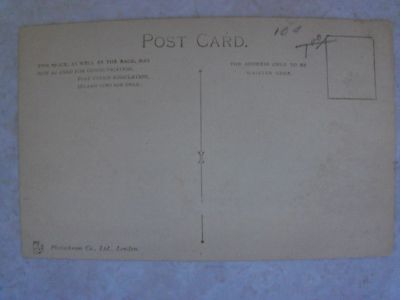 POST CARD.
THIS SPACE, AS WELL AS THE BACK, MAY
NOW BE USED FOR COMMUNICATION.
POST OFFICE REGULATION.
THE ADDRESS ONLY TO BE
WRITTEN HERE.
Photochrom Co., Ltd., London.